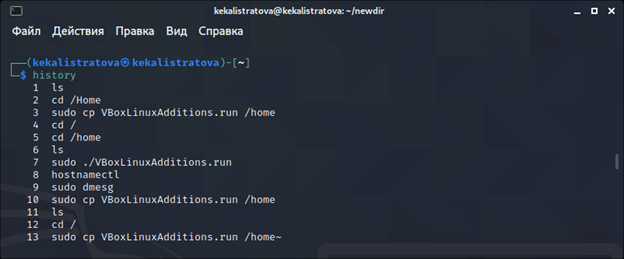 kekalistratova@kekalistratova: ~/newdir
Файл Действия Правка Вид Справка
┌──(kekalistratova㉿kekalistratova)-[~]
└─$ history
1 ls
2 cd /Home
3 sudo cp VBoxLinuxAdditions.run /home
4 cd /
5 cd /home
6 ls
7 sudo ./VBoxLinuxAdditions.run
8 hostnamectl
9 sudo dmesg
10 sudo cp VBoxLinuxAdditions.run /home
11 ls
12 cd /
13 sudo cp VBoxLinuxAdditions.run /home~